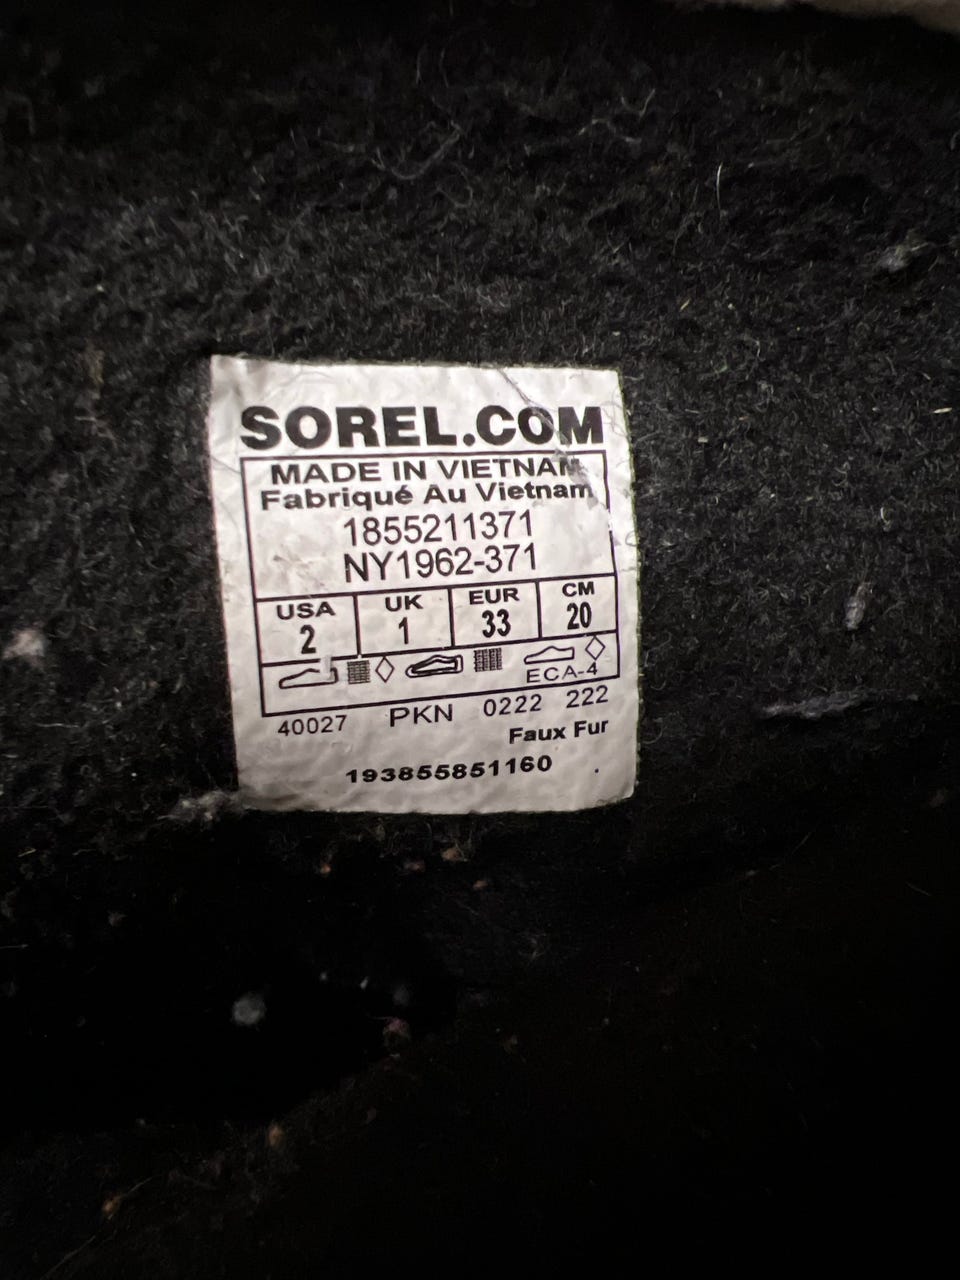 SOREL.COM
MADE IN VIETNAM
Fabriqué Au Vietnam
1855211371
NY1962-371
USA UK EUR CM
2 1 33 20
ECA-4
40027 PKN 0222 222
Faux Fur
193855851160